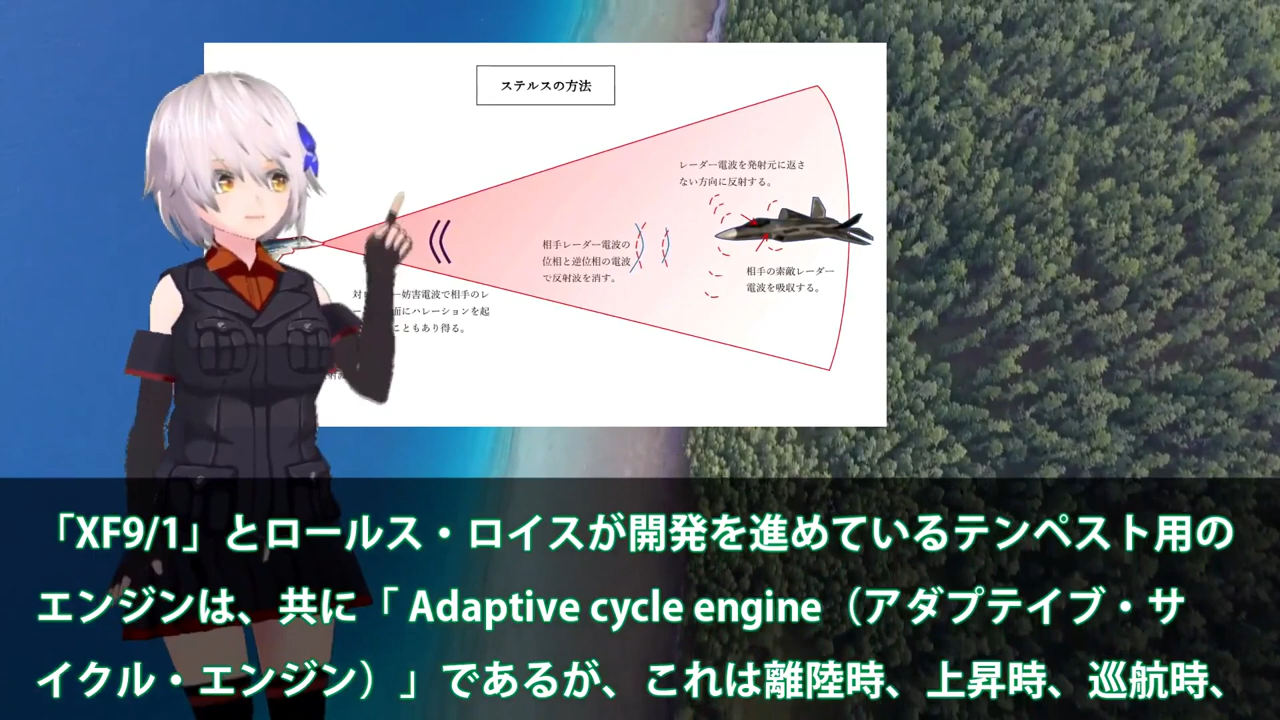 ステルスの方法
レーダー電波を発射元に返さ
ない方向に反射する。
相手レーダー電波の
位相と逆位相の電波
で反射波を消す。
相手の索敵レーダー
電波を吸収する。
妨害電波で相手のレ
面にハレーションを起
こともあり得る。
「XF9/1」とロールス・ロイスが開発を進めているテンペスト用の
エンジンは、共に「 Adaptive cycle engine（アダプテイブ・サ
イクル・エンジン）」であるが、これは離陸時、上昇時、巡航時、